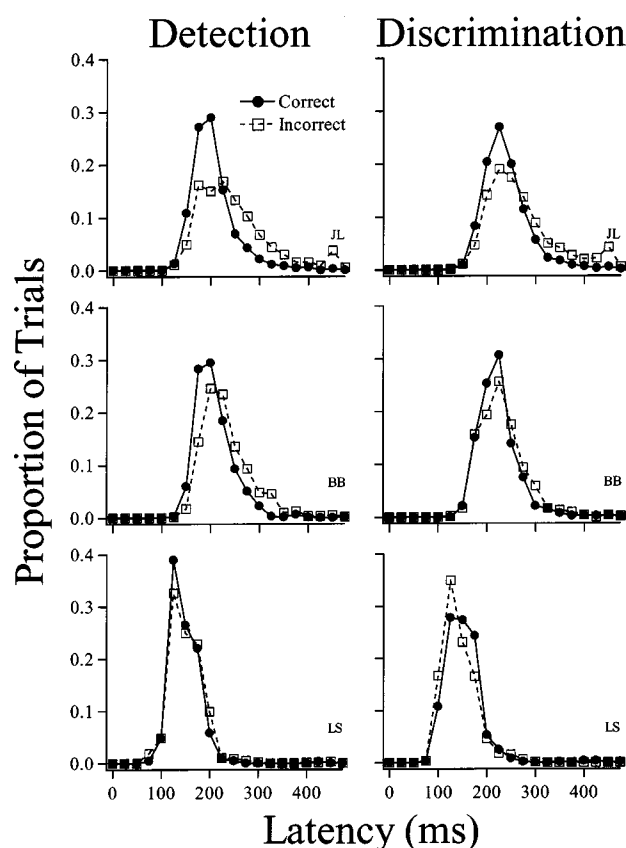 Detection
Discrimination
0.4
0.3
0.2
0.1
0.0
Correct
Incorrect
JL
JL
0.4
0.3
0.2
0.1
0.0
BB
BB
0.4
0.3
0.2
0.1
0.0
LS
LS
0 100 200 300 400
0 100 200 300 400
Proportion of Trials
Latency (ms)